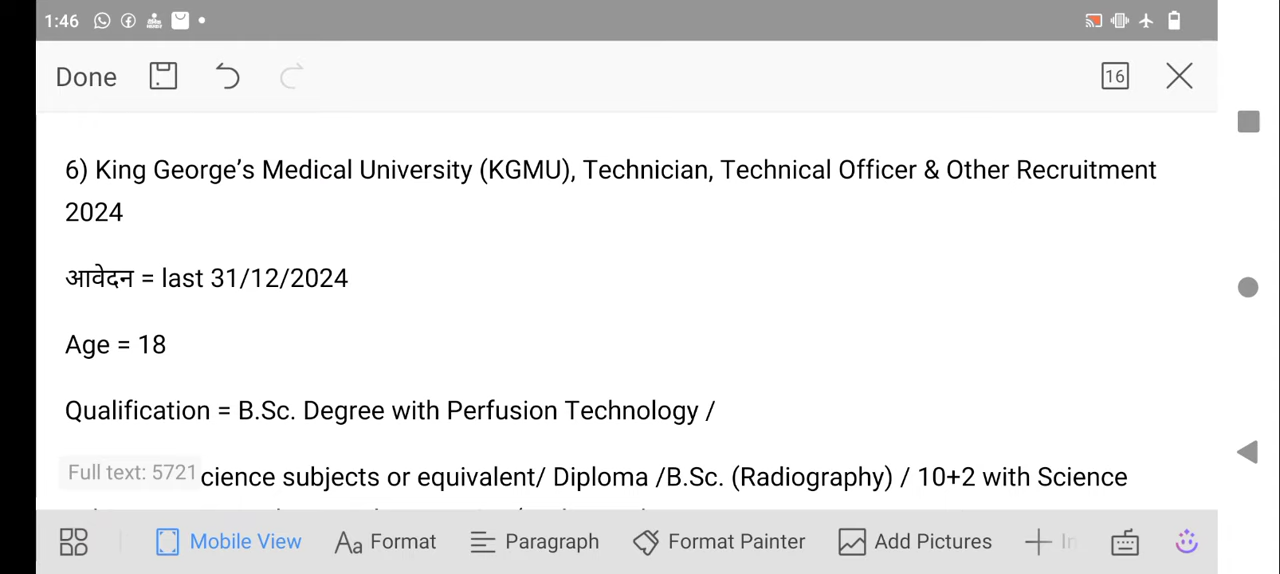 1:46
Done
16
6) King George’s Medical University (KGMU), Technician, Technical Officer & Other Recruitment
2024
आवेदन = last 31/12/2024
Age = 18
Qualification = B.Sc. Degree with Perfusion Technology /
Full text: 5721 cience subjects or equivalent/ Diploma /B.Sc. (Radiography) / 10+2 with Science
Mobile View Aa Format Paragraph Format Painter Add Pictures In